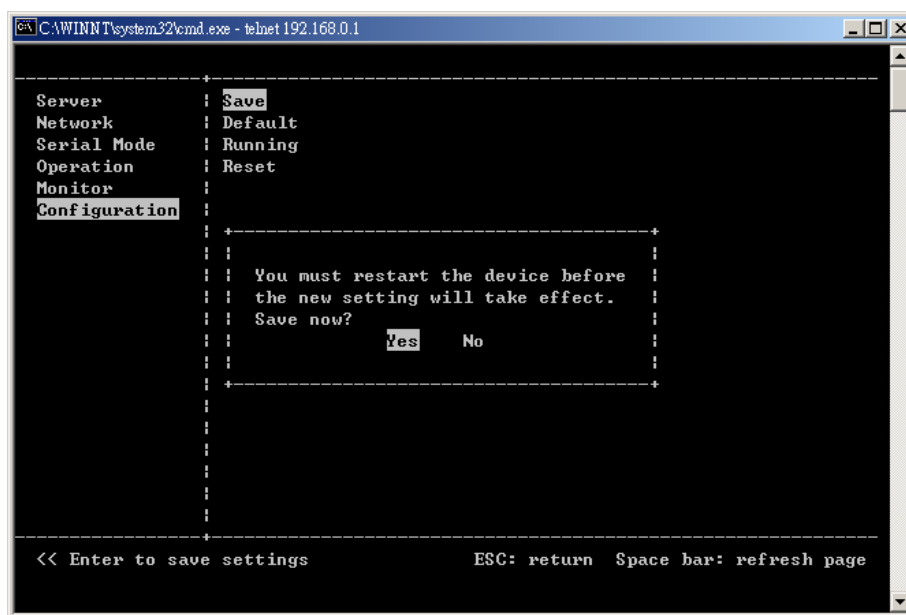 C:\WINNT\system32\cmd.exe - telnet 192.168.0.1
Server Save
Network Default
Serial Mode Running
Operation Reset
Monitor
Configuration
You must restart the device before
the new setting will take effect.
Save now?
Yes No
<< Enter to save settings ESC: return Space bar: refresh page